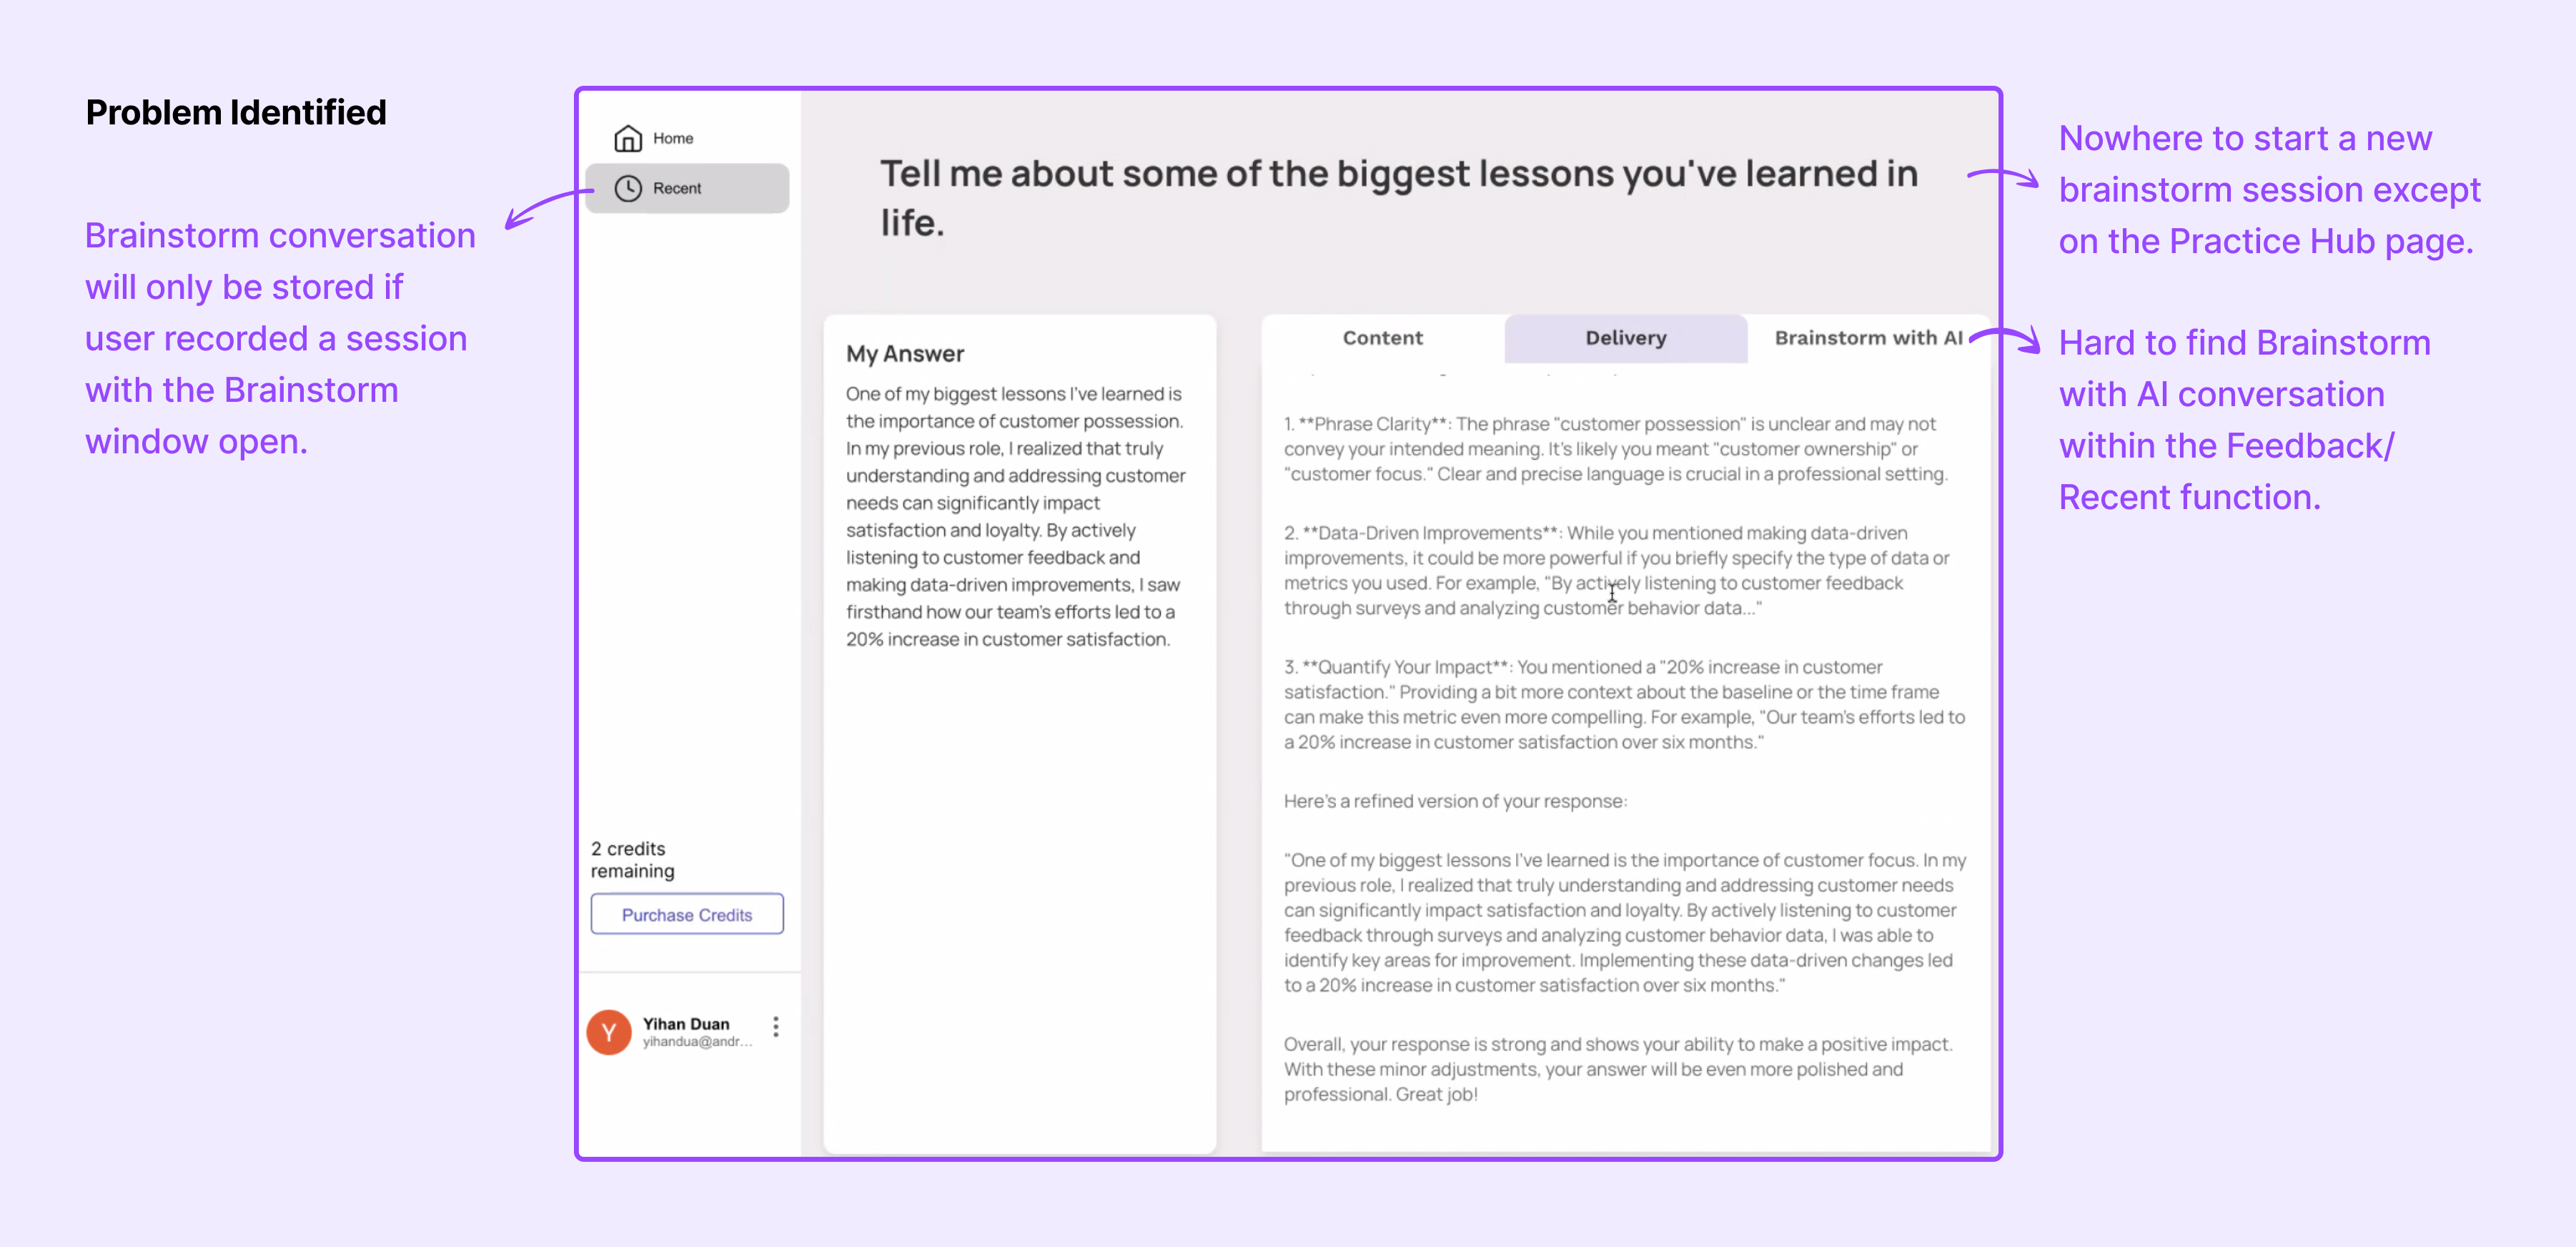 Problem Identified
Brainstorm conversation
will only be stored if
user recorded a session
with the Brainstorm
window open.
Home
Recent
2 credits
remaining
Purchase Credits
Y
Yihan Duan
yihandua@andr...
Tell me about some of the biggest lessons you've learned in
life.
My Answer
One of my biggest lessons I've learned is
the importance of customer possession.
In my previous role, I realized that truly
understanding and addressing customer
needs can significantly impact
satisfaction and loyalty. By actively
listening to customer feedback and
making data-driven improvements, I saw
firsthand how our team's efforts led to a
20% increase in customer satisfaction.
Content
Delivery
Brainstorm with AI
1. **Phrase Clarity**: The phrase "customer possession" is unclear and may not
convey your intended meaning. It's likely you meant "customer ownership" or
"customer focus." Clear and precise language is crucial in a professional setting.
2. **Data-Driven Improvements**: While you mentioned making data-driven
improvements, it could be more powerful if you briefly specify the type of data or
metrics you used. For example, "By actively listening to customer feedback
through surveys and analyzing customer behavior data..."
3. **Quantify Your Impact**: You mentioned a "20% increase in customer
satisfaction." Providing a bit more context about the baseline or the time frame
can make this metric even more compelling. For example, "Our team's efforts led to
a 20% increase in customer satisfaction over six months."
Here's a refined version of your response:
"One of my biggest lessons I've learned is the importance of customer focus. In my
previous role, I realized that truly understanding and addressing customer needs
can significantly impact satisfaction and loyalty. By actively listening to customer
feedback through surveys and analyzing customer behavior data, I was able to
identify key areas for improvement. Implementing these data-driven changes led
to a 20% increase in customer satisfaction over six months."
Overall, your response is strong and shows your ability to make a positive impact.
With these minor adjustments, your answer will be even more polished and
professional. Great job!
Nowhere to start a new
brainstorm session except
on the Practice Hub page.
Hard to find Brainstorm
with AI conversation
within the Feedback/
Recent function.